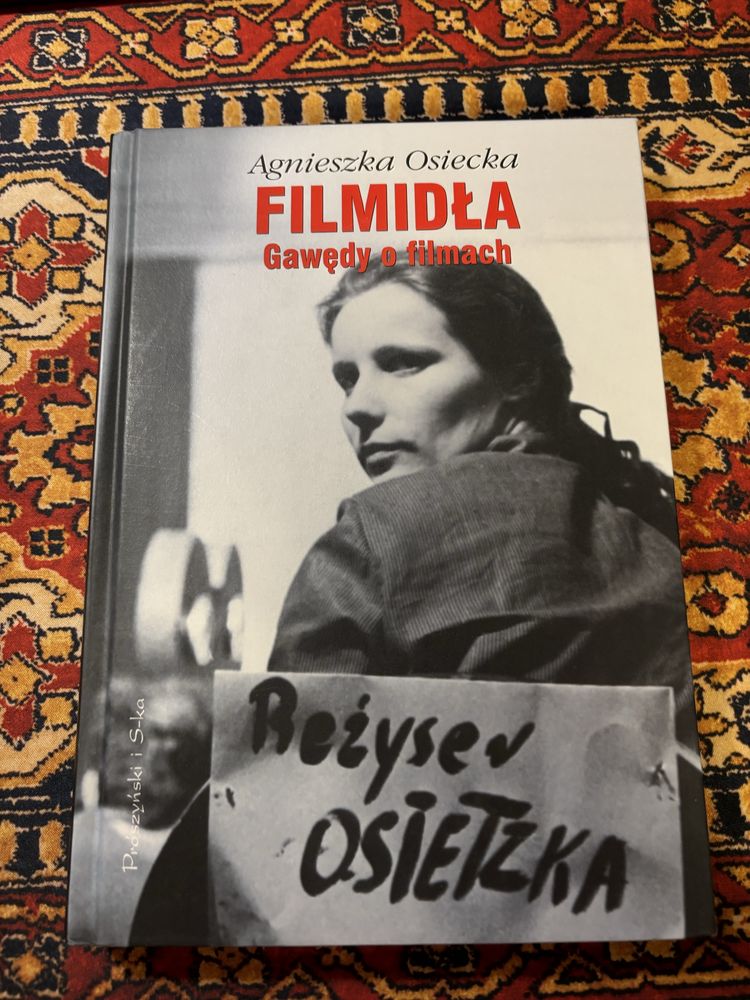 Agnieszka Osiecka
FILMIDŁA
Gawędy o filmach
Reżyser
OSIETZKA
Prószyński i S-ka